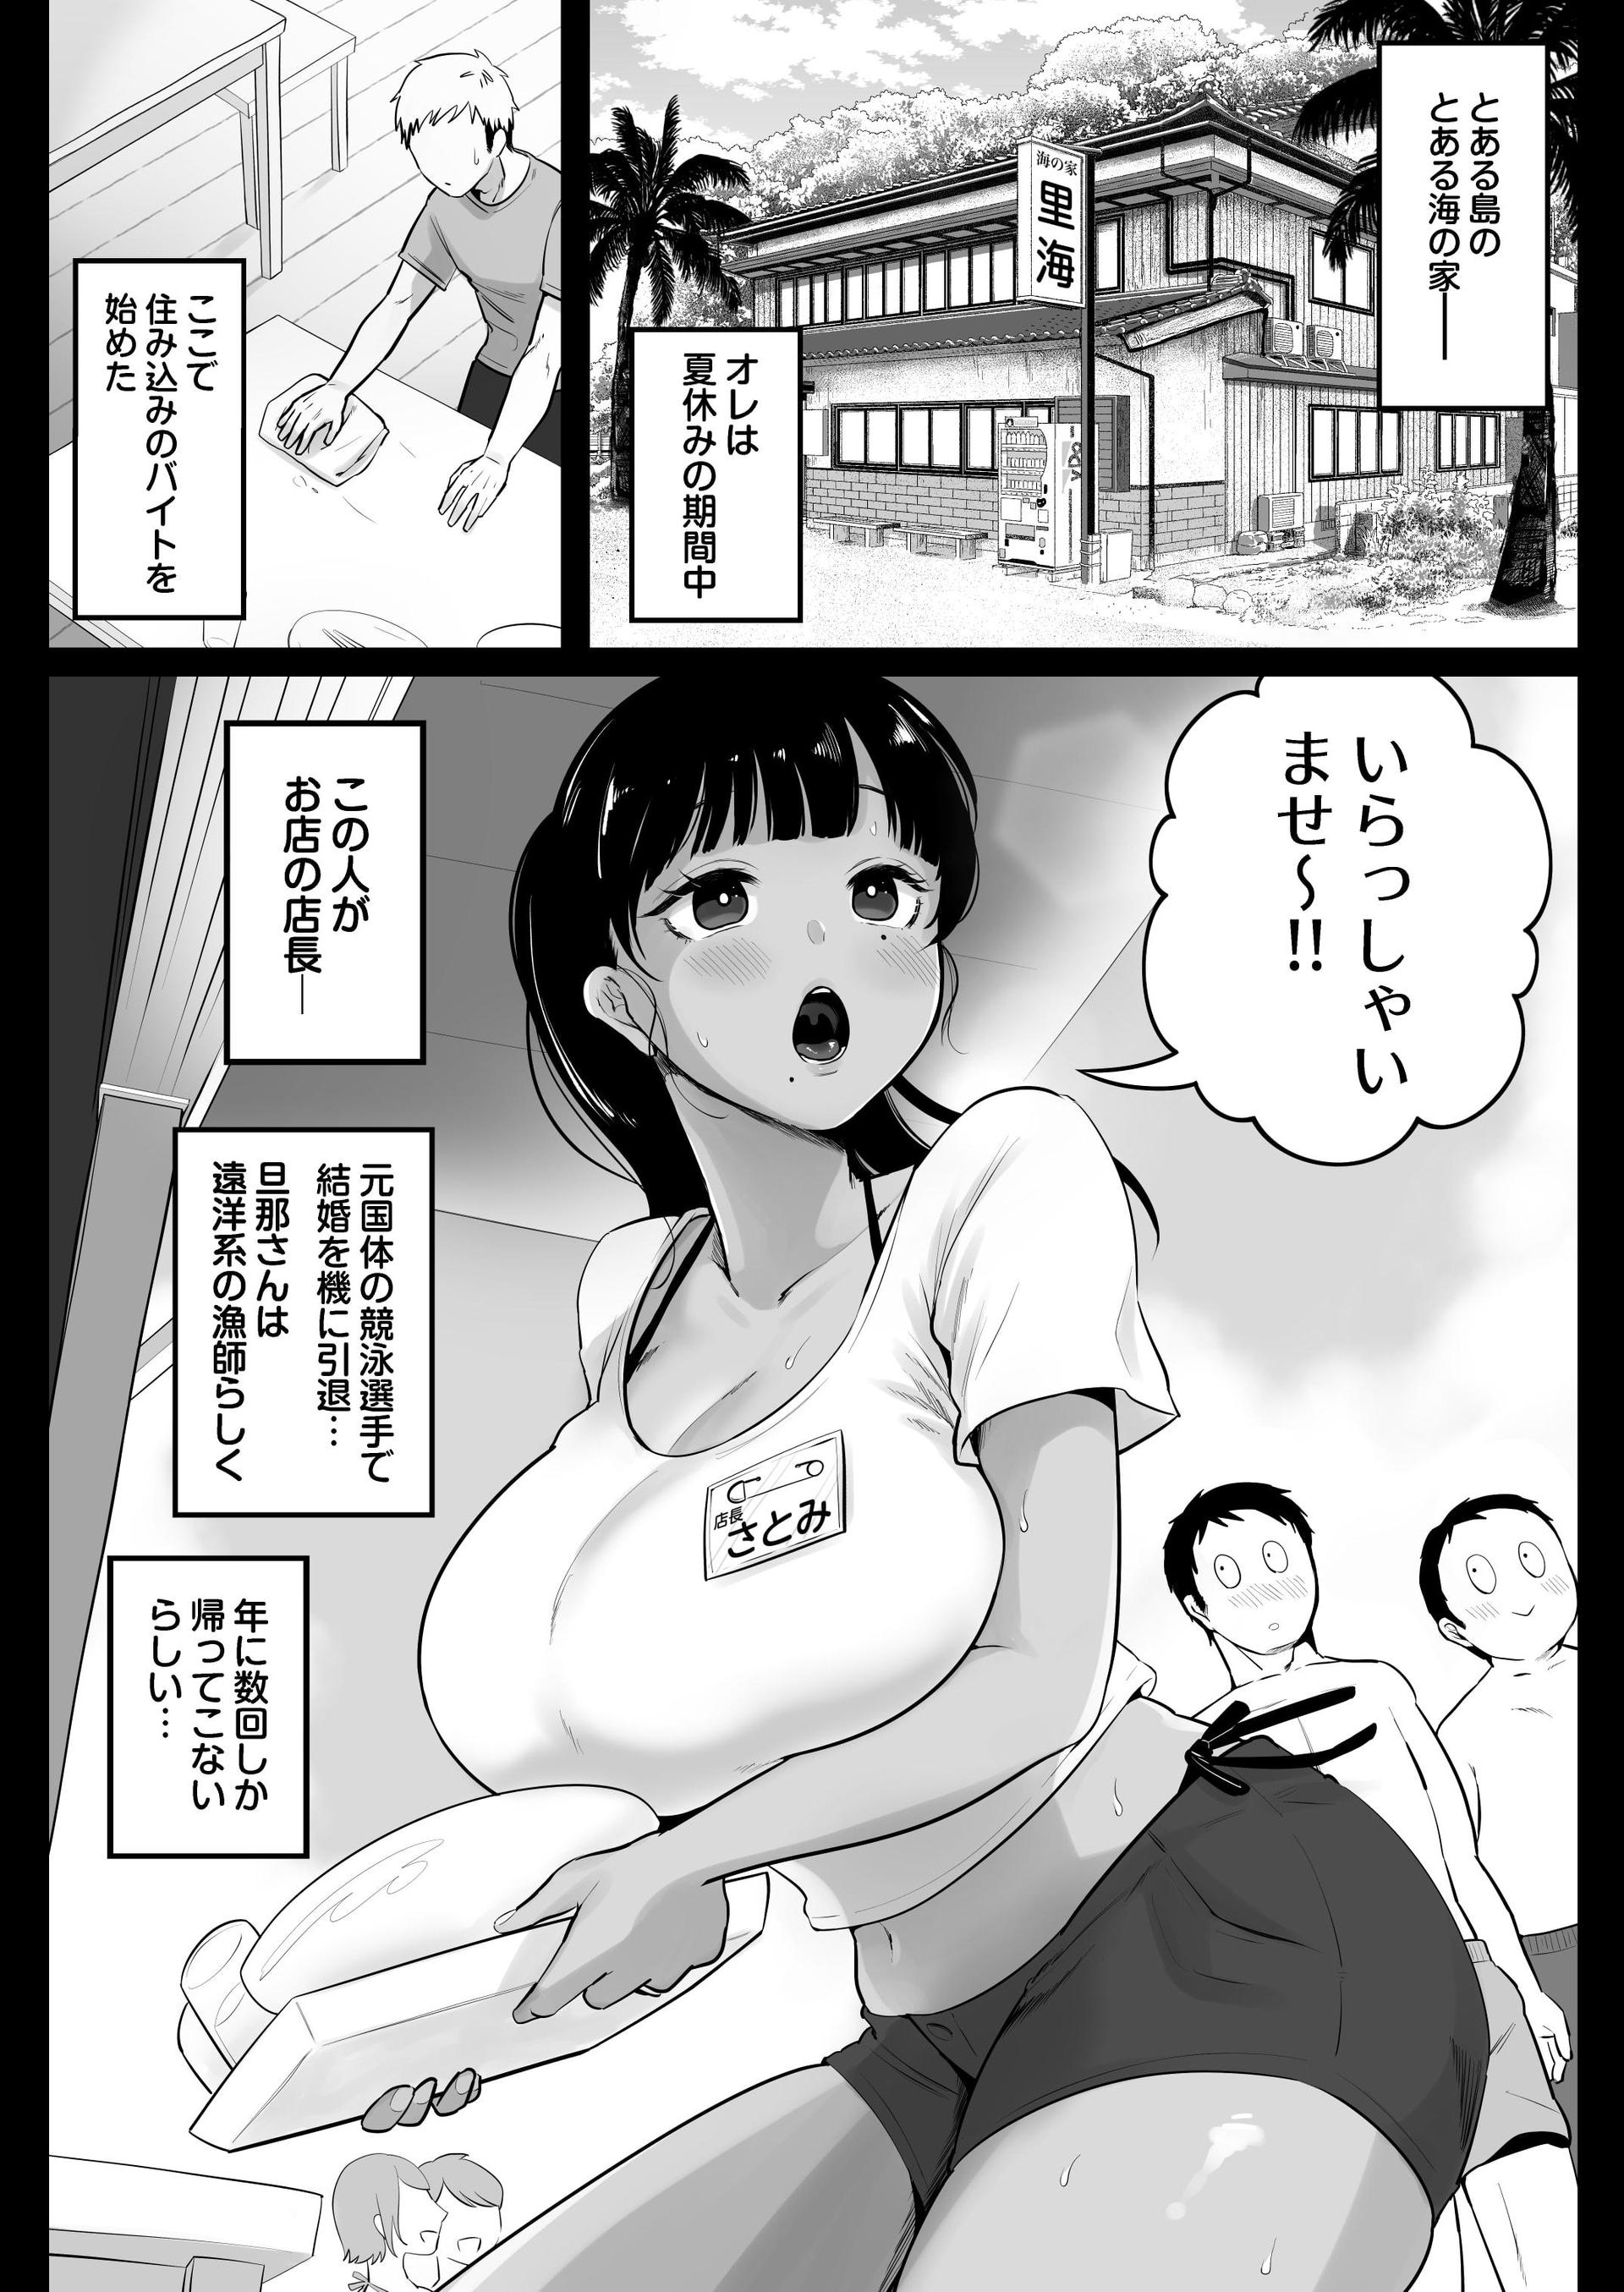 とある島の
とある海の家――
海の家
里海
オレは
夏休みの期間中
ここで
住み込みのバイトを
始めた
いらっしゃい
ませ～!!
この人が
お店の店長―
元国体の競泳選手で
結婚を機に引退…
旦那さんは
遠洋系の漁師らしく
店長
さとみ
年に数回しか
帰ってこない
らしい…